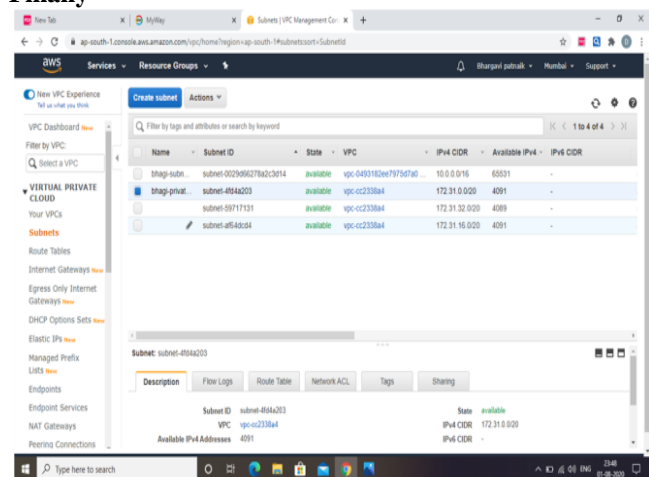 Finally
New Tab
MyWay
Subnets | VPC Management Con
ap-south-1.console.aws.amazon.com/vpc/home?region=ap-south-1#subnets:sort=SubnetId
aws Services Resource Groups Bhargavi patnaik Mumbai Support
New VPC Experience
Tell us what you think
Create subnet Actions
VPC Dashboard New
Filter by tags and attributes or search by keyword
1 to 4 of 4
Filter by VPC:
Select a VPC
Name Subnet ID State VPC IPv4 CIDR Available IPv4 IPv6 CIDR
bhagi-subn... subnet-0029d66278a2c3d14 available vpc-0493182ee7975d7a0 ... 10.0.0.0/16 65531 -
bhagi-privat... subnet-4fd4a203 available vpc-cc2338a4 172.31.0.0/20 4091 -
subnet-59717131 available vpc-cc2338a4 172.31.32.0/20 4089 -
subnet-af64dcd4 available vpc-cc2338a4 172.31.16.0/20 4091 -
VIRTUAL PRIVATE
CLOUD
Your VPCs
Subnets
Route Tables
Internet Gateways New
Egress Only Internet
Gateways New
DHCP Options Sets New
Elastic IPs New
Managed Prefix
Lists New
Endpoints
Endpoint Services
NAT Gateways
Peering Connections
Subnet: subnet-4fd4a203
Description Flow Logs Route Table Network ACL Tags Sharing
Subnet ID subnet-4fd4a203 State available
VPC vpc-cc2338a4 IPv4 CIDR 172.31.0.0/20
Available IPv4 Addresses 4091 IPv6 CIDR -
Type here to search
ENG
23:48
01-08-2020